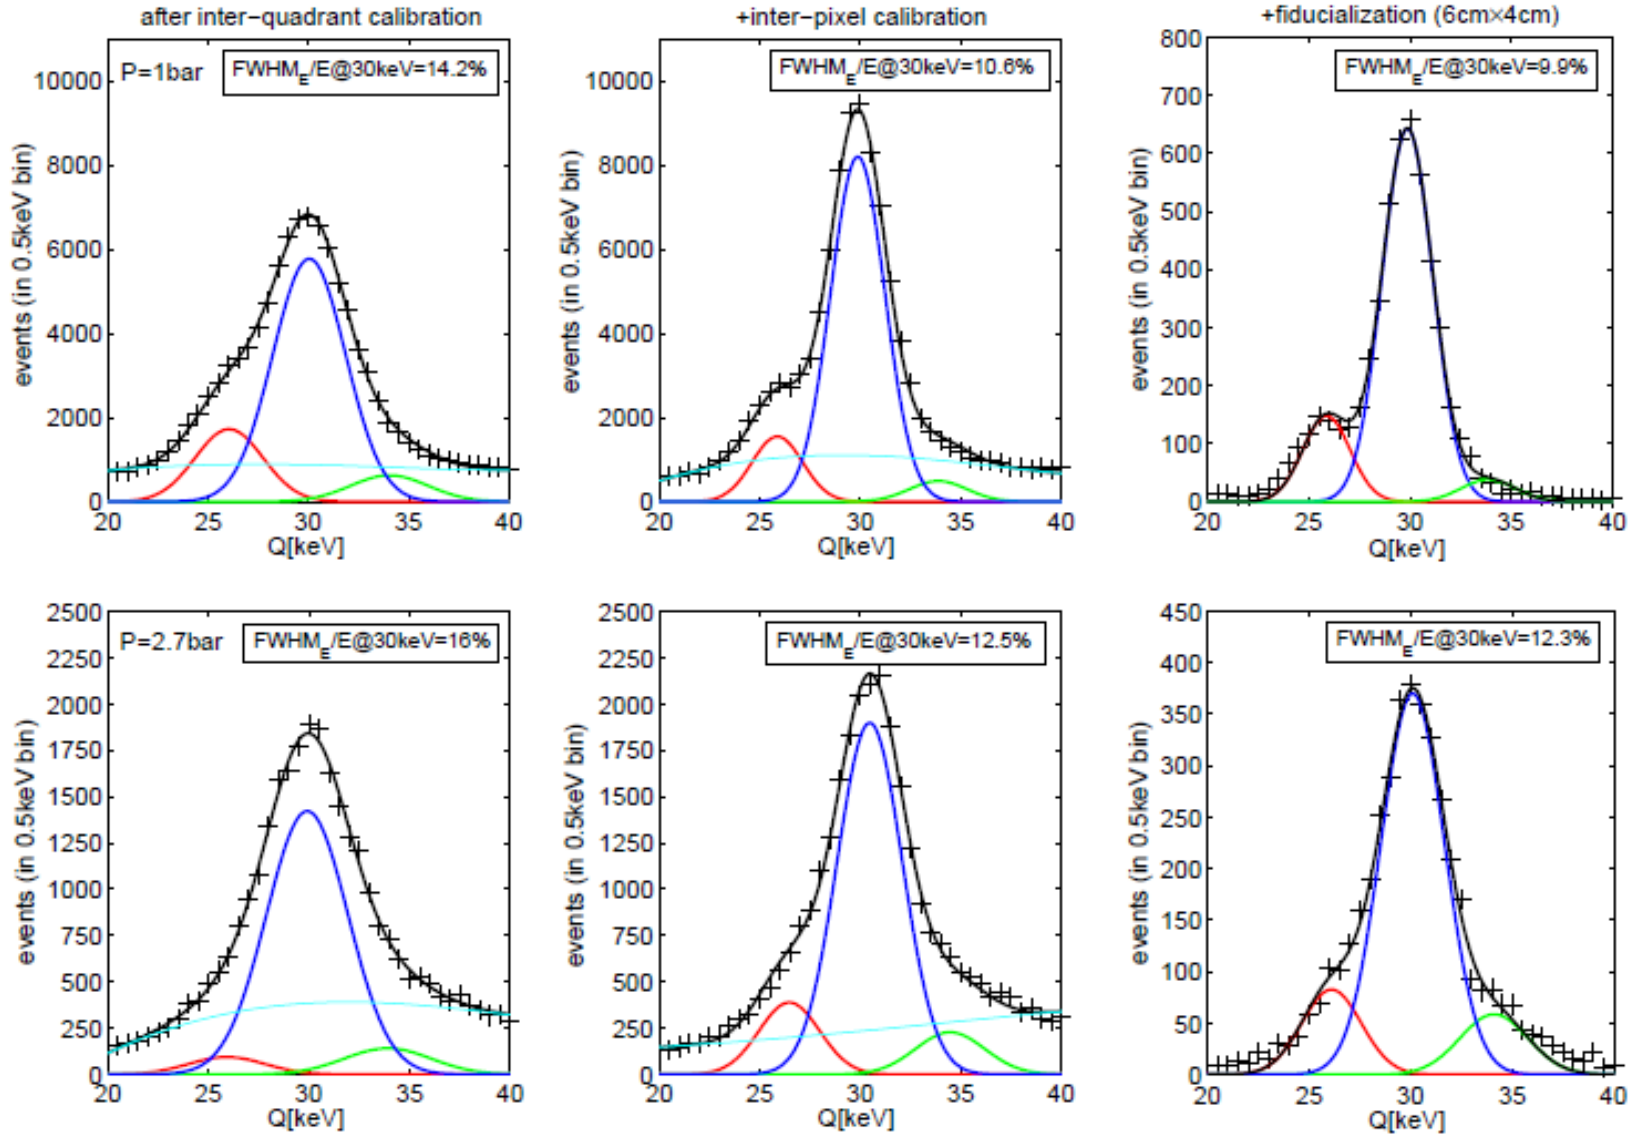 after inter-quadrant calibration
P=1bar
FWHM_E/E@30keV=14.2%
events (in 0.5keV bin)
10000
8000
6000
4000
2000
0
20 25 30 35 40
Q[keV]
+inter-pixel calibration
FWHM_E/E@30keV=10.6%
events (in 0.5keV bin)
10000
8000
6000
4000
2000
0
20 25 30 35 40
Q[keV]
+fiducialization (6cm×4cm)
FWHM_E/E@30keV=9.9%
events (in 0.5keV bin)
800
700
600
500
400
300
200
100
0
20 25 30 35 40
Q[keV]
P=2.7bar
FWHM_E/E@30keV=16%
events (in 0.5keV bin)
2500
2250
2000
1750
1500
1250
1000
750
500
250
0
20 25 30 35 40
Q[keV]
FWHM_E/E@30keV=12.5%
events (in 0.5keV bin)
2500
2250
2000
1750
1500
1250
1000
750
500
250
0
20 25 30 35 40
Q[keV]
FWHM_E/E@30keV=12.3%
events (in 0.5keV bin)
450
400
350
300
250
200
150
100
50
0
20 25 30 35 40
Q[keV]